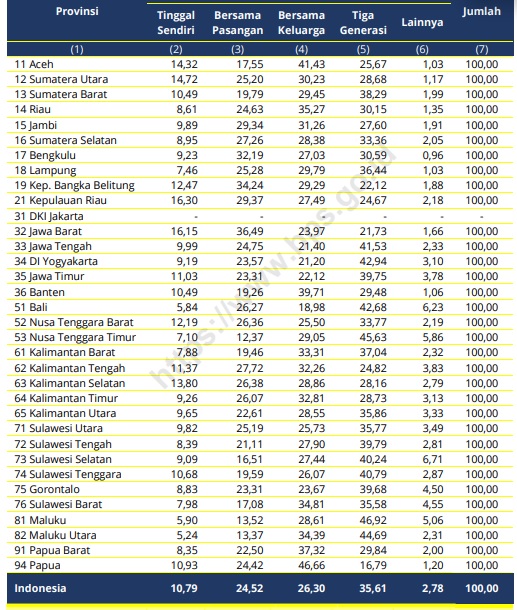 Provinsi Tinggal Sendiri Bersama Pasangan Bersama Keluarga Tiga Generasi Lainnya Jumlah
(1) (2) (3) (4) (5) (6) (7)
11 Aceh 14,32 17,55 41,43 25,67 1,03 100,00
12 Sumatera Utara 14,72 25,20 30,23 28,68 1,17 100,00
13 Sumatera Barat 10,49 19,79 29,45 38,29 1,99 100,00
14 Riau 8,61 24,63 35,27 30,15 1,35 100,00
15 Jambi 9,89 29,34 31,26 27,60 1,91 100,00
16 Sumatera Selatan 8,95 27,26 28,38 33,36 2,05 100,00
17 Bengkulu 9,23 32,19 27,03 30,59 0,96 100,00
18 Lampung 7,46 25,28 29,79 36,44 1,03 100,00
19 Kep. Bangka Belitung 12,47 34,24 29,29 22,12 1,88 100,00
21 Kepulauan Riau 16,30 29,37 27,49 24,67 2,18 100,00
31 DKI Jakarta - - - - - -
32 Jawa Barat 16,15 36,49 23,97 21,73 1,66 100,00
33 Jawa Tengah 9,99 24,75 21,40 41,53 2,33 100,00
34 DI Yogyakarta 9,19 23,57 21,20 42,94 3,10 100,00
35 Jawa Timur 11,03 23,31 22,12 39,75 3,78 100,00
36 Banten 10,49 19,26 39,71 29,48 1,06 100,00
51 Bali 5,84 26,27 18,98 42,68 6,23 100,00
52 Nusa Tenggara Barat 12,19 26,36 25,50 33,77 2,19 100,00
53 Nusa Tenggara Timur 7,10 12,37 29,05 45,63 5,86 100,00
61 Kalimantan Barat 7,88 19,46 33,31 37,04 2,32 100,00
62 Kalimantan Tengah 11,37 27,72 32,26 24,82 3,83 100,00
63 Kalimantan Selatan 13,80 26,38 28,86 28,16 2,79 100,00
64 Kalimantan Timur 9,26 26,07 32,81 28,73 3,13 100,00
65 Kalimantan Utara 9,65 22,61 28,55 35,86 3,33 100,00
71 Sulawesi Utara 9,82 25,19 25,73 35,77 3,49 100,00
72 Sulawesi Tengah 8,39 21,11 27,90 39,79 2,81 100,00
73 Sulawesi Selatan 9,09 16,51 27,44 40,24 6,71 100,00
74 Sulawesi Tenggara 10,68 19,59 26,07 40,79 2,87 100,00
75 Gorontalo 8,83 23,31 23,67 39,68 4,50 100,00
76 Sulawesi Barat 7,98 17,08 34,81 35,58 4,55 100,00
81 Maluku 5,90 13,52 28,61 46,92 5,06 100,00
82 Maluku Utara 5,24 13,37 34,39 44,69 2,31 100,00
91 Papua Barat 8,35 22,50 37,32 29,84 2,00 100,00
94 Papua 10,93 24,42 46,66 16,79 1,20 100,00
Indonesia 10,79 24,52 26,30 35,61 2,78 100,00
https://www.bps.go.id